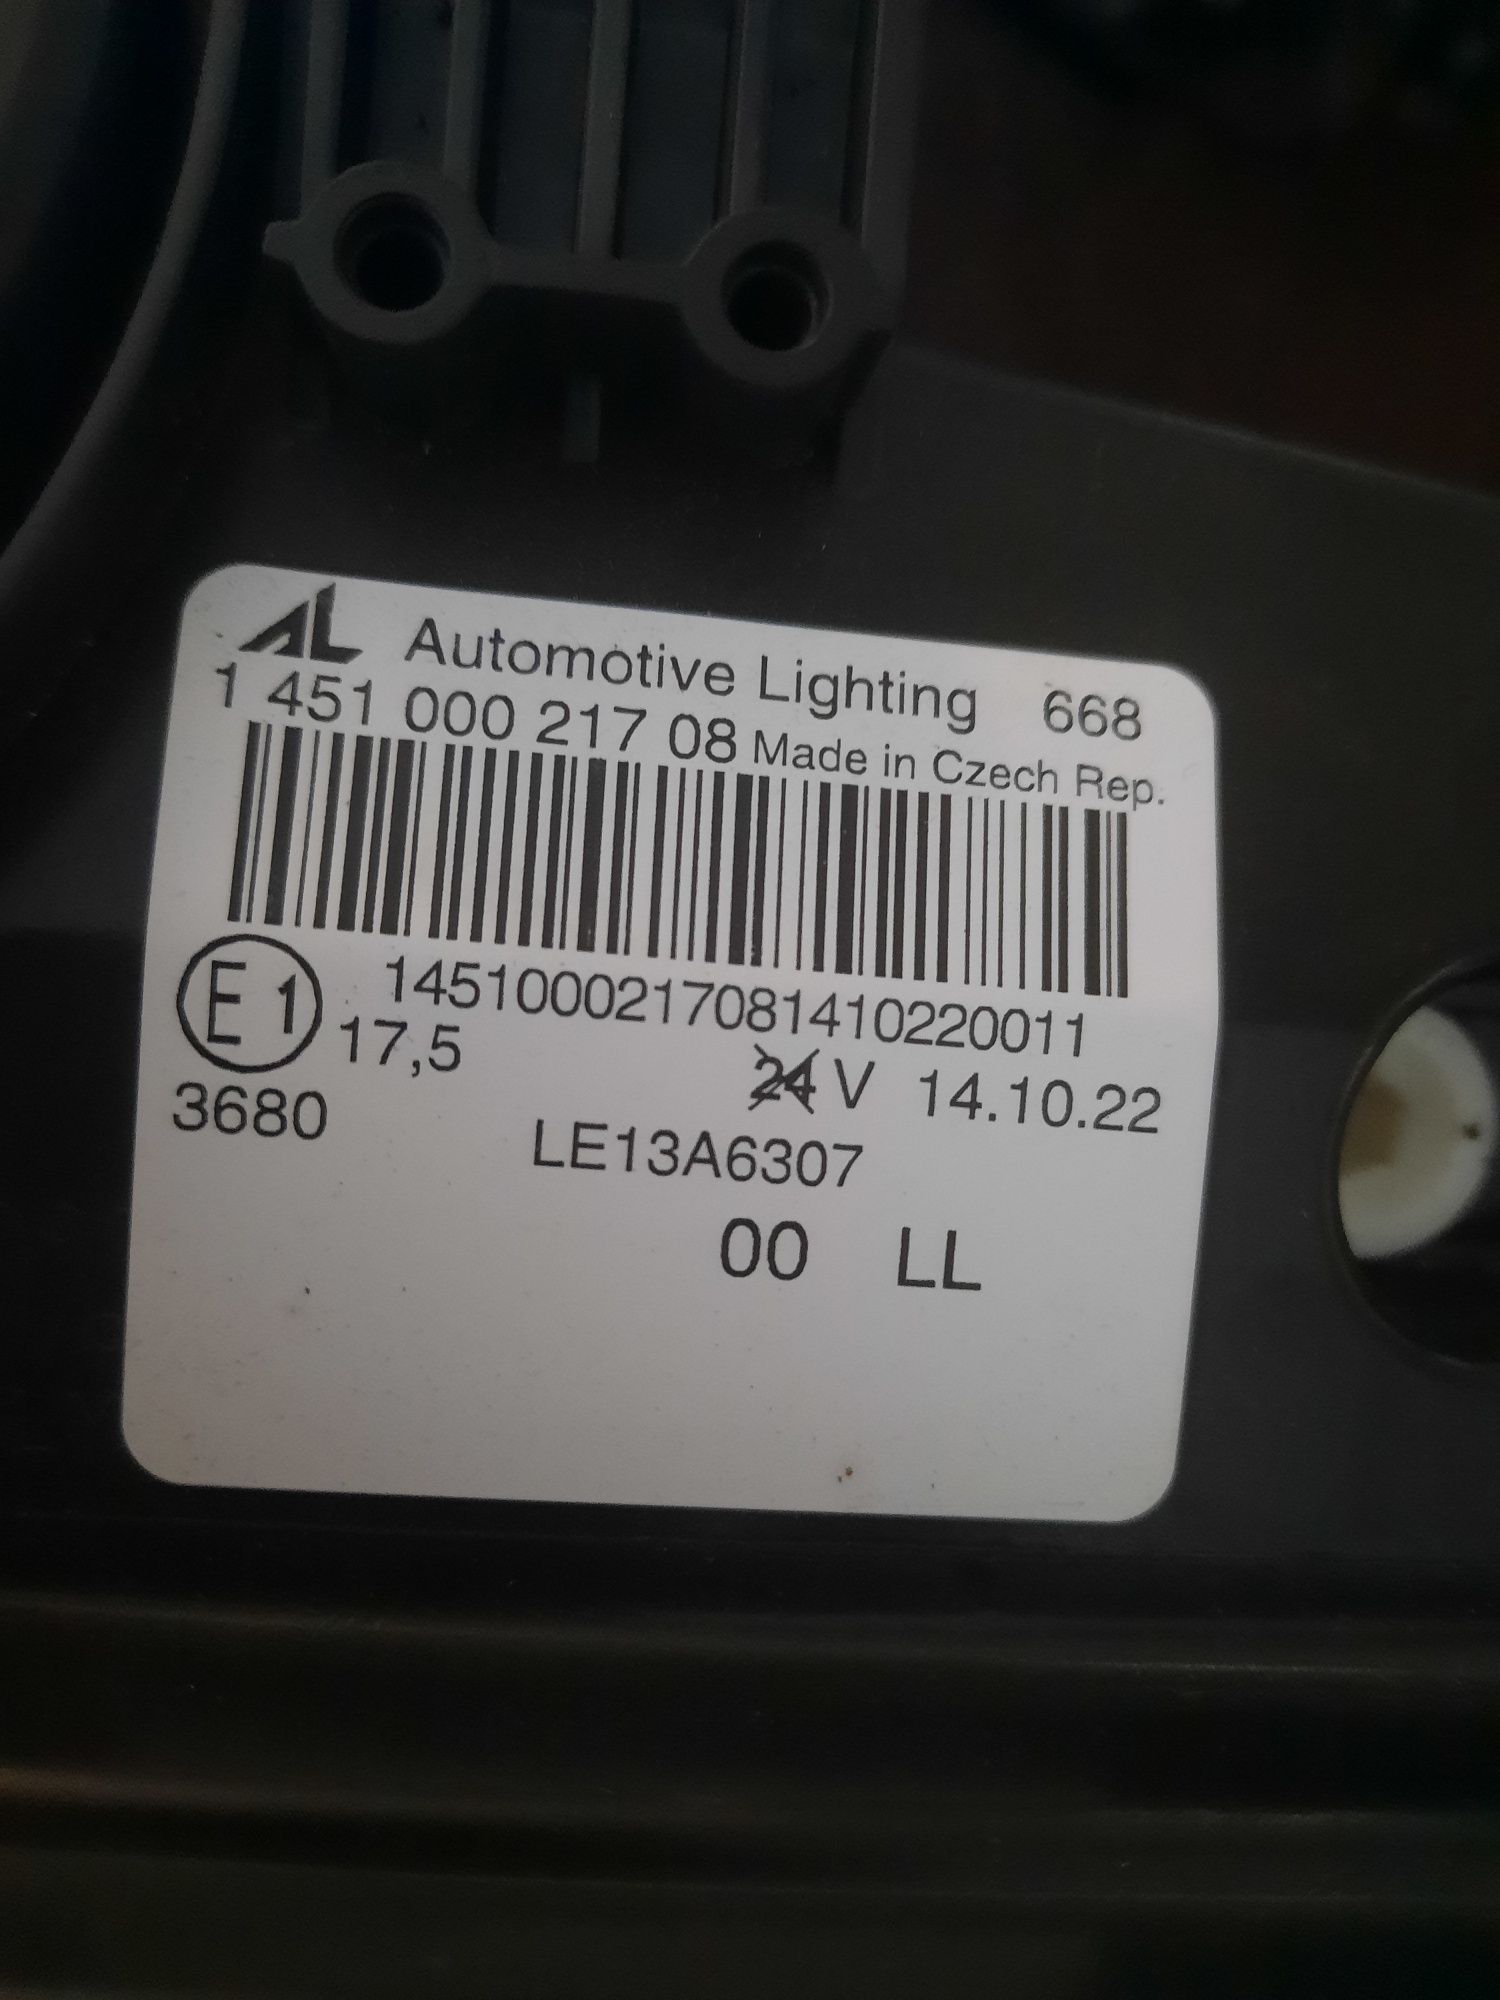 AL Automotive Lighting 668
1 451 000 217 08 Made in Czech Rep.
1451000217081410220011
E1 17,5 24 V 14.10.22
3680 LE13A6307
00 LL